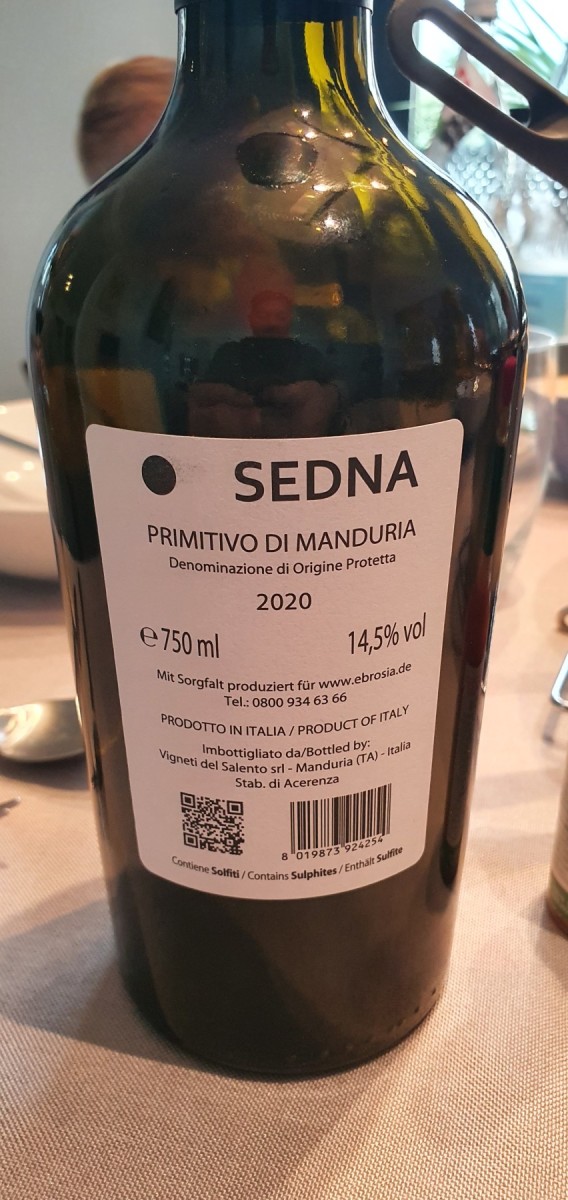 SEDNA
PRIMITIVO DI MANDURIA
Denominazione di Origine Protetta
2020
℮ 750 ml 14,5% vol
Mit Sorgfalt produziert für www.ebrosia.de
Tel.: 0800 934 63 66
PRODOTTO IN ITALIA / PRODUCT OF ITALY
Imbottigliato da/Bottled by:
Vigneti del Salento srl - Manduria (TA) - Italia
Stab. di Acerenza
8 019873 924254
Contiene Solfiti / Contains Sulphites / Enthält Sulfite